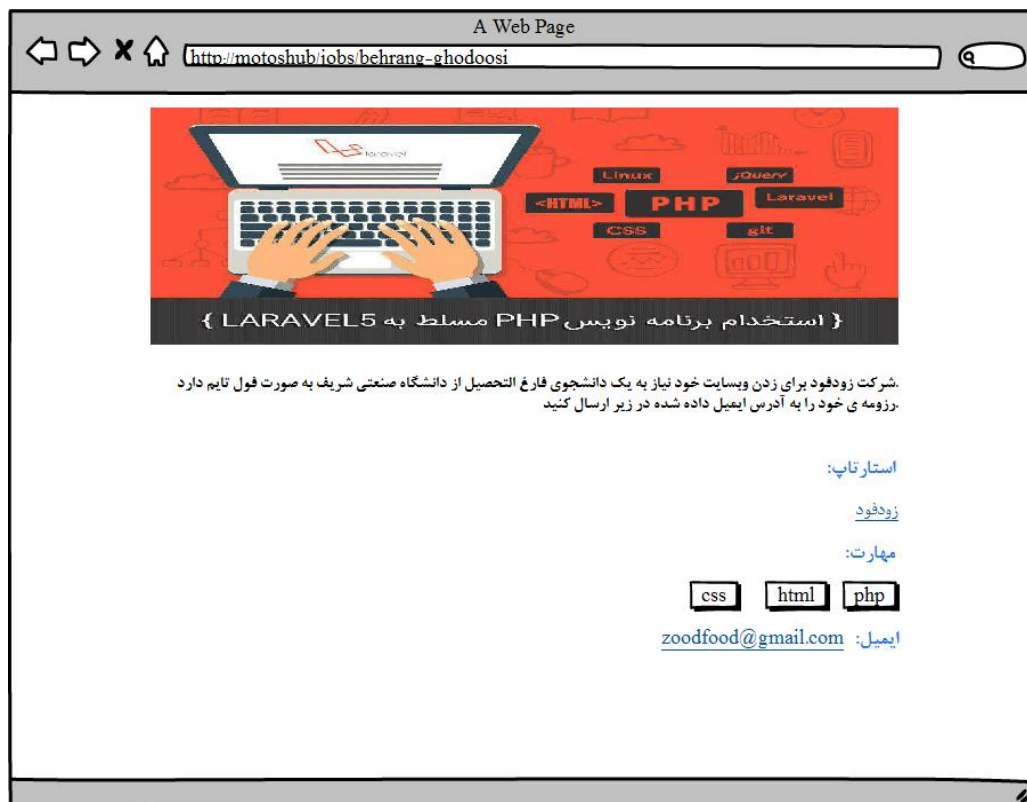 A Web Page
http://motoshub/jobs/behrang-ghodoosi
laravel
Linux
jQuery
<HTML>
PHP
Laravel
CSS
git
{ استخدام برنامه نویس PHP مسلط به LARAVEL5 }
شرکت زودفود برای زدن وبسایت خود نیاز به یک دانشجوی فارغ التحصیل از دانشگاه صنعتی شریف به صورت فول تایم دارد.
رزومه ی خود را به آدرس ایمیل داده شده در زیر ارسال کنید.
استارتاپ:
زودفود
مهارت:
php html css
ایمیل: zoodfood@gmail.com